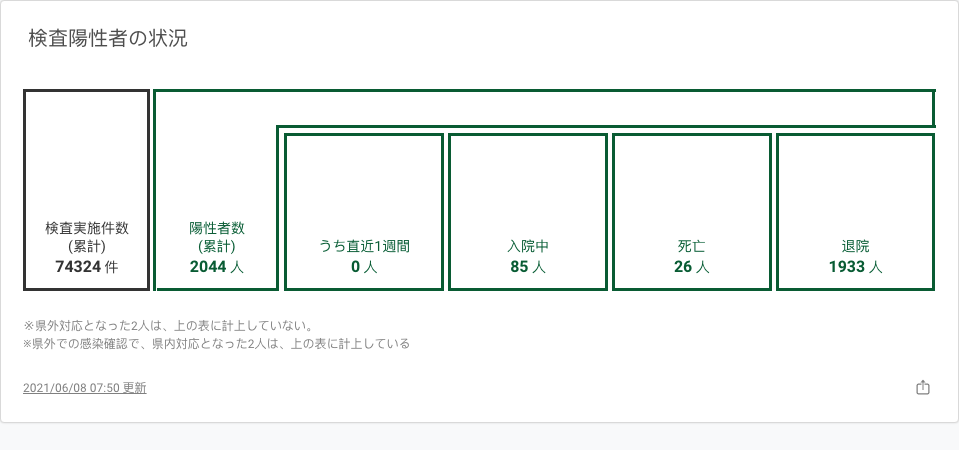 検査陽性者の状況
検査実施件数
(累計)
74324 件
陽性者数
(累計)
2044 人
うち直近1週間
0 人
入院中
85 人
死亡
26 人
退院
1933 人
※県外対応となった2人は、上の表に計上していない。
※県外での感染確認で、県内対応となった2人は、上の表に計上している
2021/06/08 07:50 更新